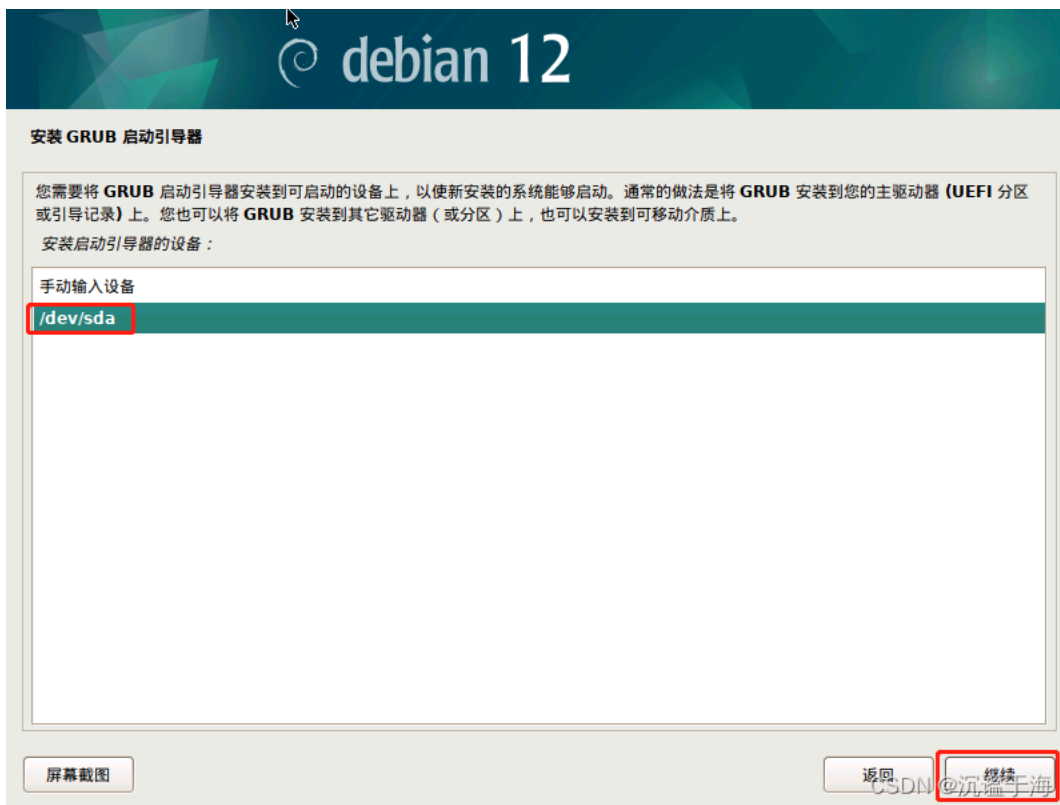 debian 12
安装 GRUB 启动引导器
您需要将 GRUB 启动引导器安装到可启动的设备上，以使新安装的系统能够启动。通常的做法是将 GRUB 安装到您的主驱动器 (UEFI 分区
或引导记录) 上。您也可以将 GRUB 安装到其它驱动器（或分区）上，也可以安装到可移动介质上。
安装启动引导器的设备：
手动输入设备
/dev/sda
屏幕截图 返回 继续
CSDN @沉谧于海